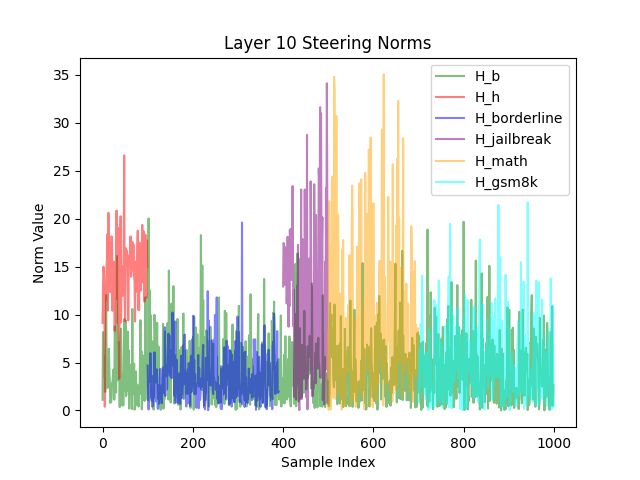 Layer 10 Steering Norms
Norm Value
35
30
25
20
15
10
5
0
H_b
H_h
H_borderline
H_jailbreak
H_math
H_gsm8k
0 200 400 600 800 1000
Sample Index